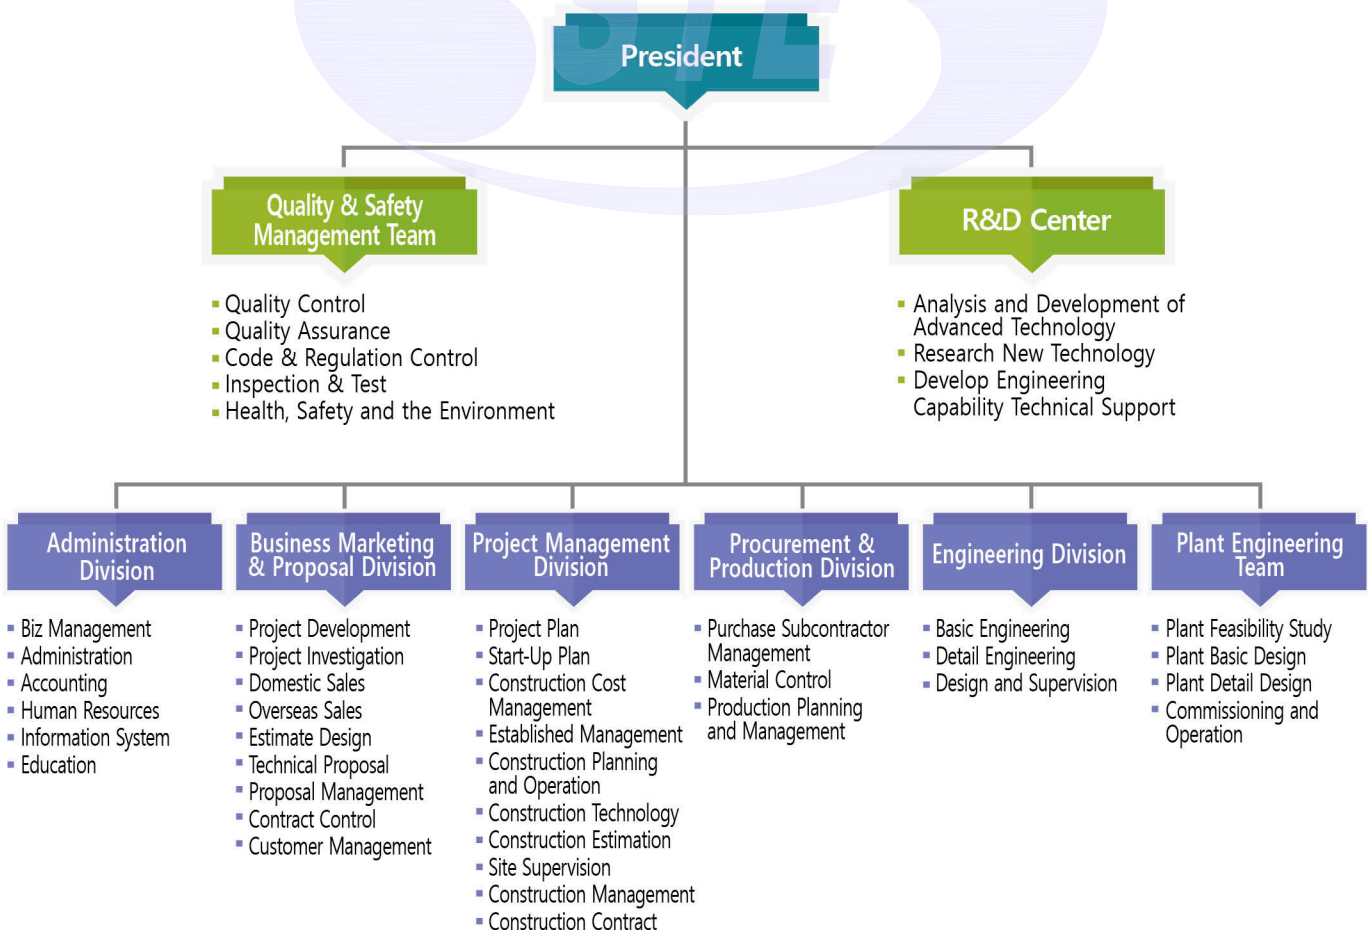 STE
President
Quality & Safety
Management Team
R&D Center
▪ Quality Control
▪ Quality Assurance
▪ Code & Regulation Control
▪ Inspection & Test
▪ Health, Safety and the Environment
▪ Analysis and Development of
Advanced Technology
▪ Research New Technology
▪ Develop Engineering
Capability Technical Support
Administration
Division
▪ Biz Management
▪ Administration
▪ Accounting
▪ Human Resources
▪ Information System
▪ Education
Business Marketing
& Proposal Division
▪ Project Development
▪ Project Investigation
▪ Domestic Sales
▪ Overseas Sales
▪ Estimate Design
▪ Technical Proposal
▪ Proposal Management
▪ Contract Control
▪ Customer Management
Project Management
Division
▪ Project Plan
▪ Start-Up Plan
▪ Construction Cost
Management
▪ Established Management
▪ Construction Planning
and Operation
▪ Construction Technology
▪ Construction Estimation
▪ Site Supervision
▪ Construction Management
▪ Construction Contract
Procurement &
Production Division
▪ Purchase Subcontractor
Management
▪ Material Control
▪ Production Planning
and Management
Engineering Division
▪ Basic Engineering
▪ Detail Engineering
▪ Design and Supervision
Plant Engineering
Team
▪ Plant Feasibility Study
▪ Plant Basic Design
▪ Plant Detail Design
▪ Commissioning and
Operation